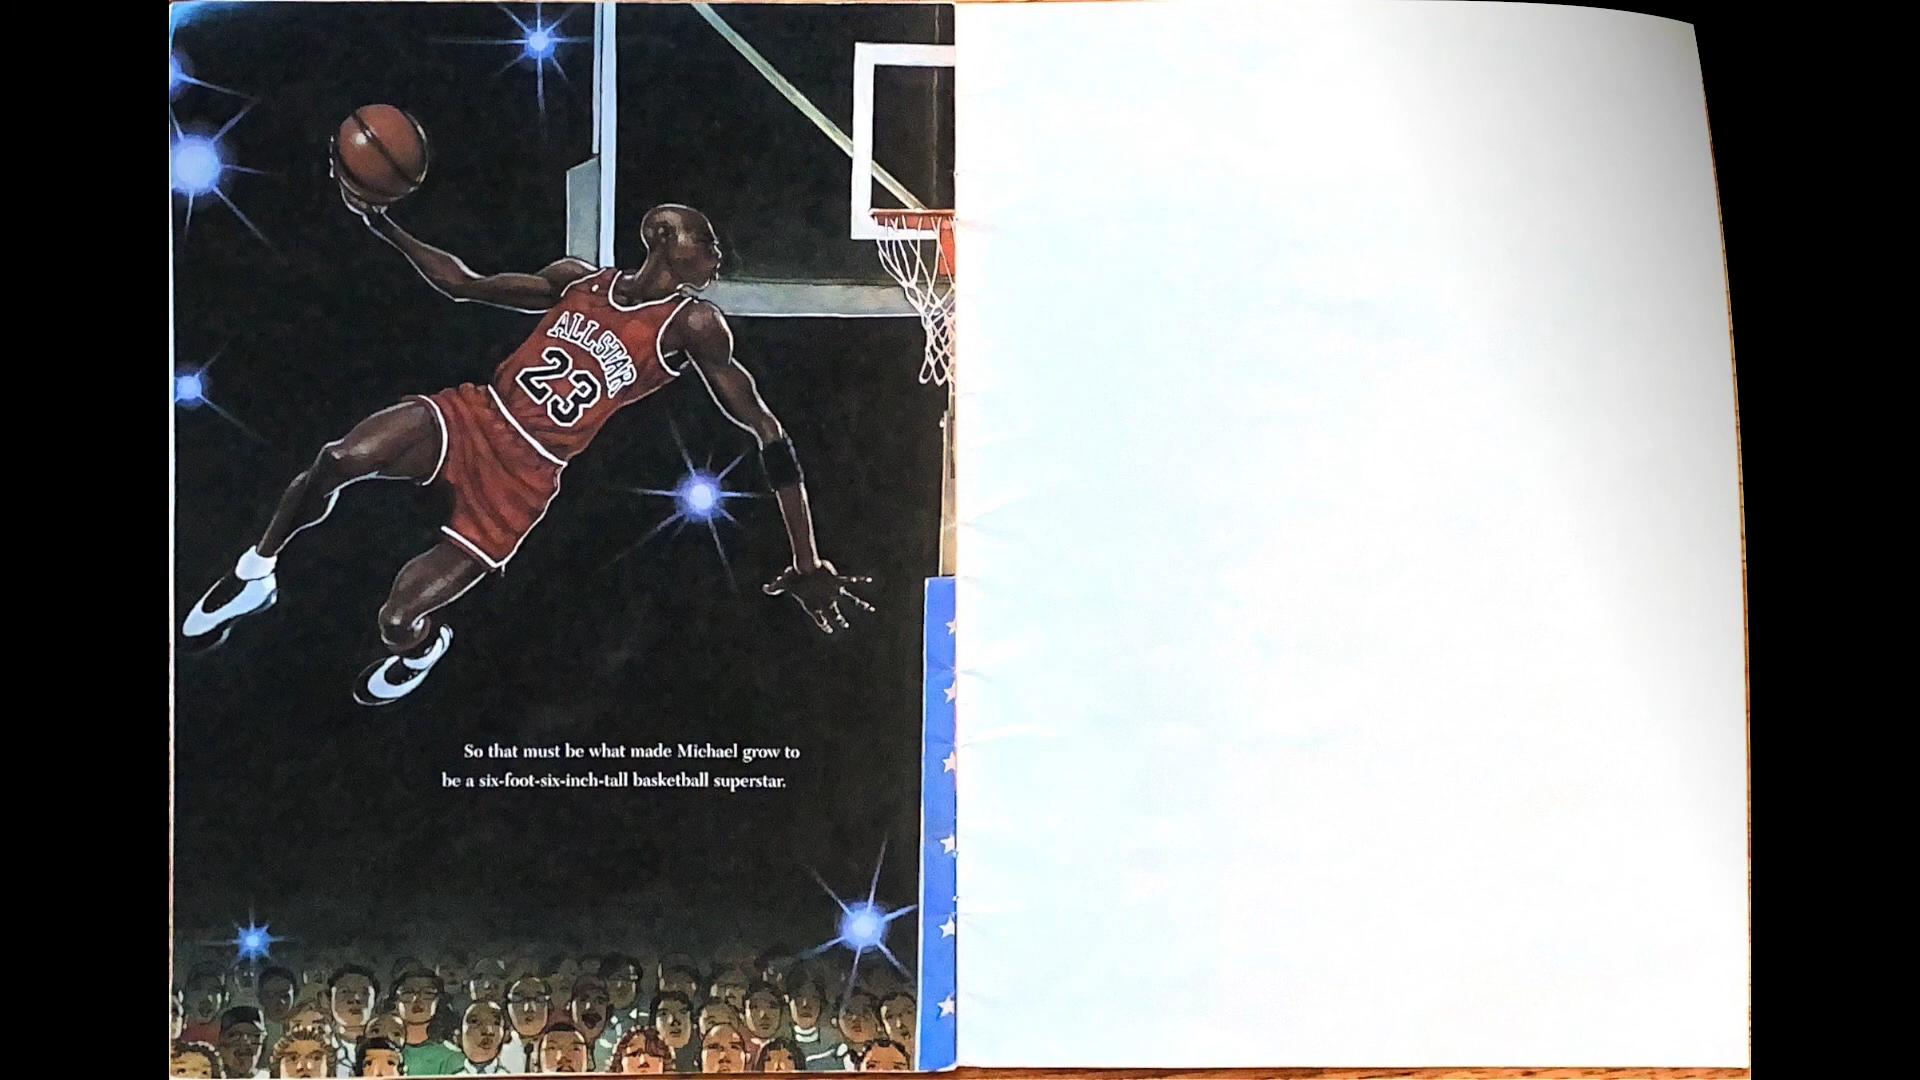 ALLSTAR
23
So that must be what made Michael grow to
be a six-foot-six-inch-tall basketball superstar.